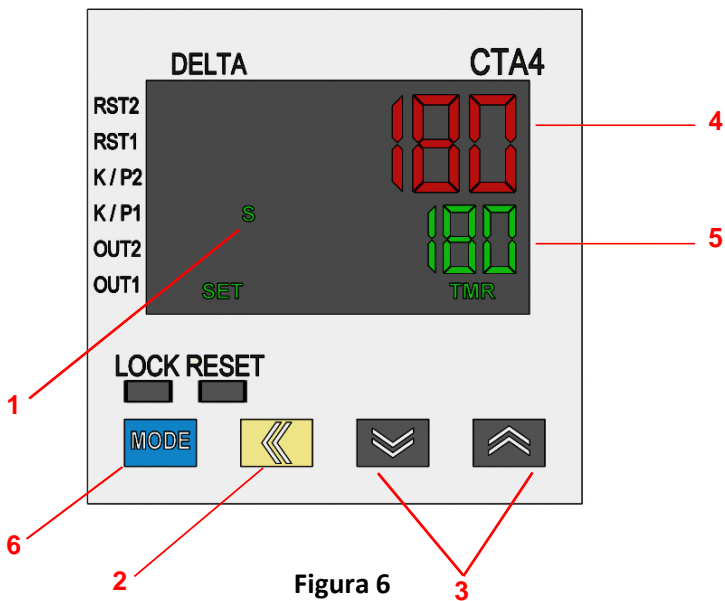 DELTA CTA4
RST2
RST1
K / P2
K / P1
OUT2
OUT1
180
S
180
SET TMR
LOCK RESET
MODE
4
5
1
6
2
3
Figura 6